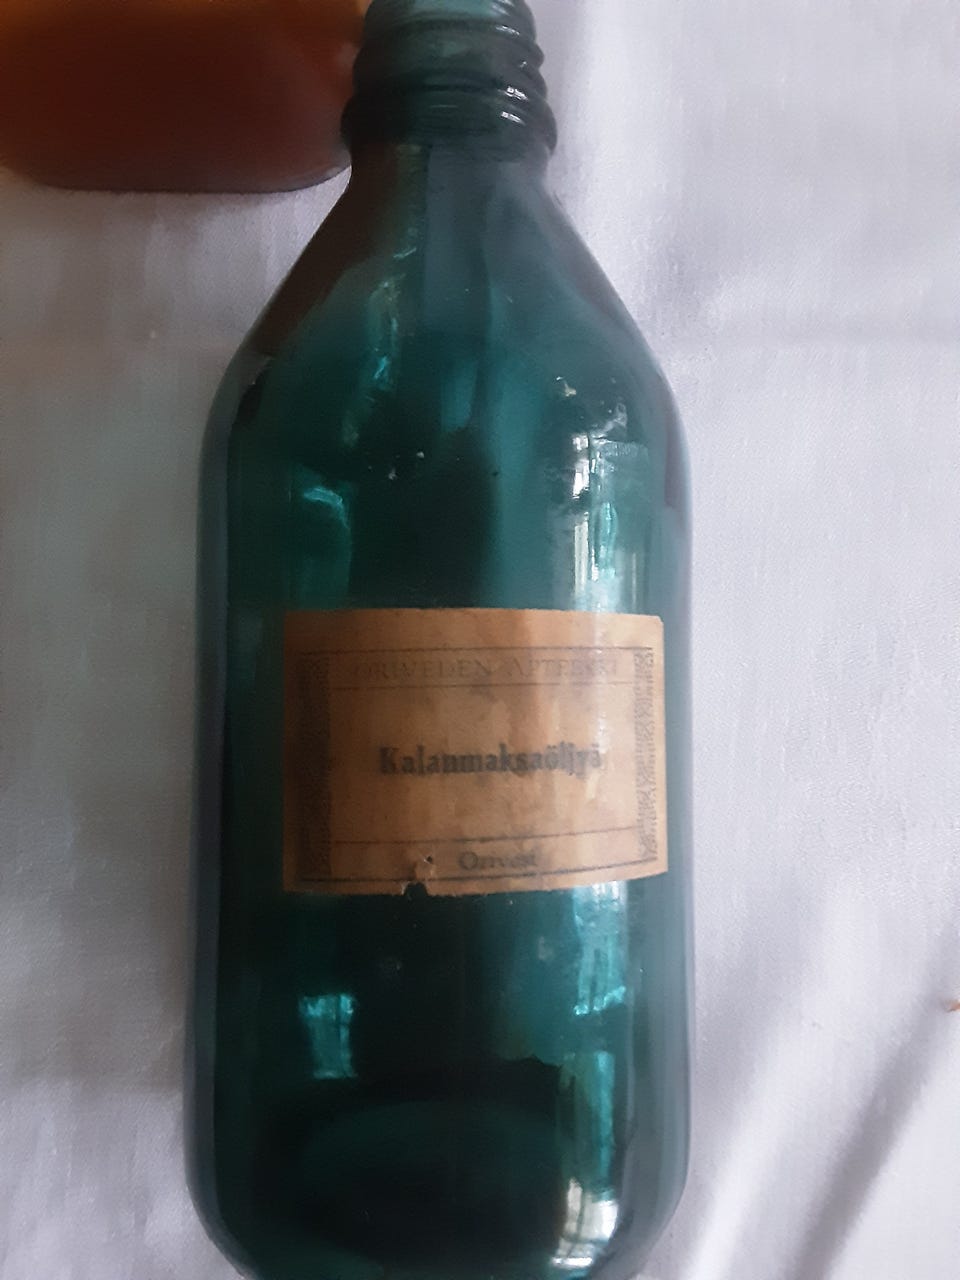 ORIVEDEN APTEEKKI
Kalanmaksaöljyä
Orivesi